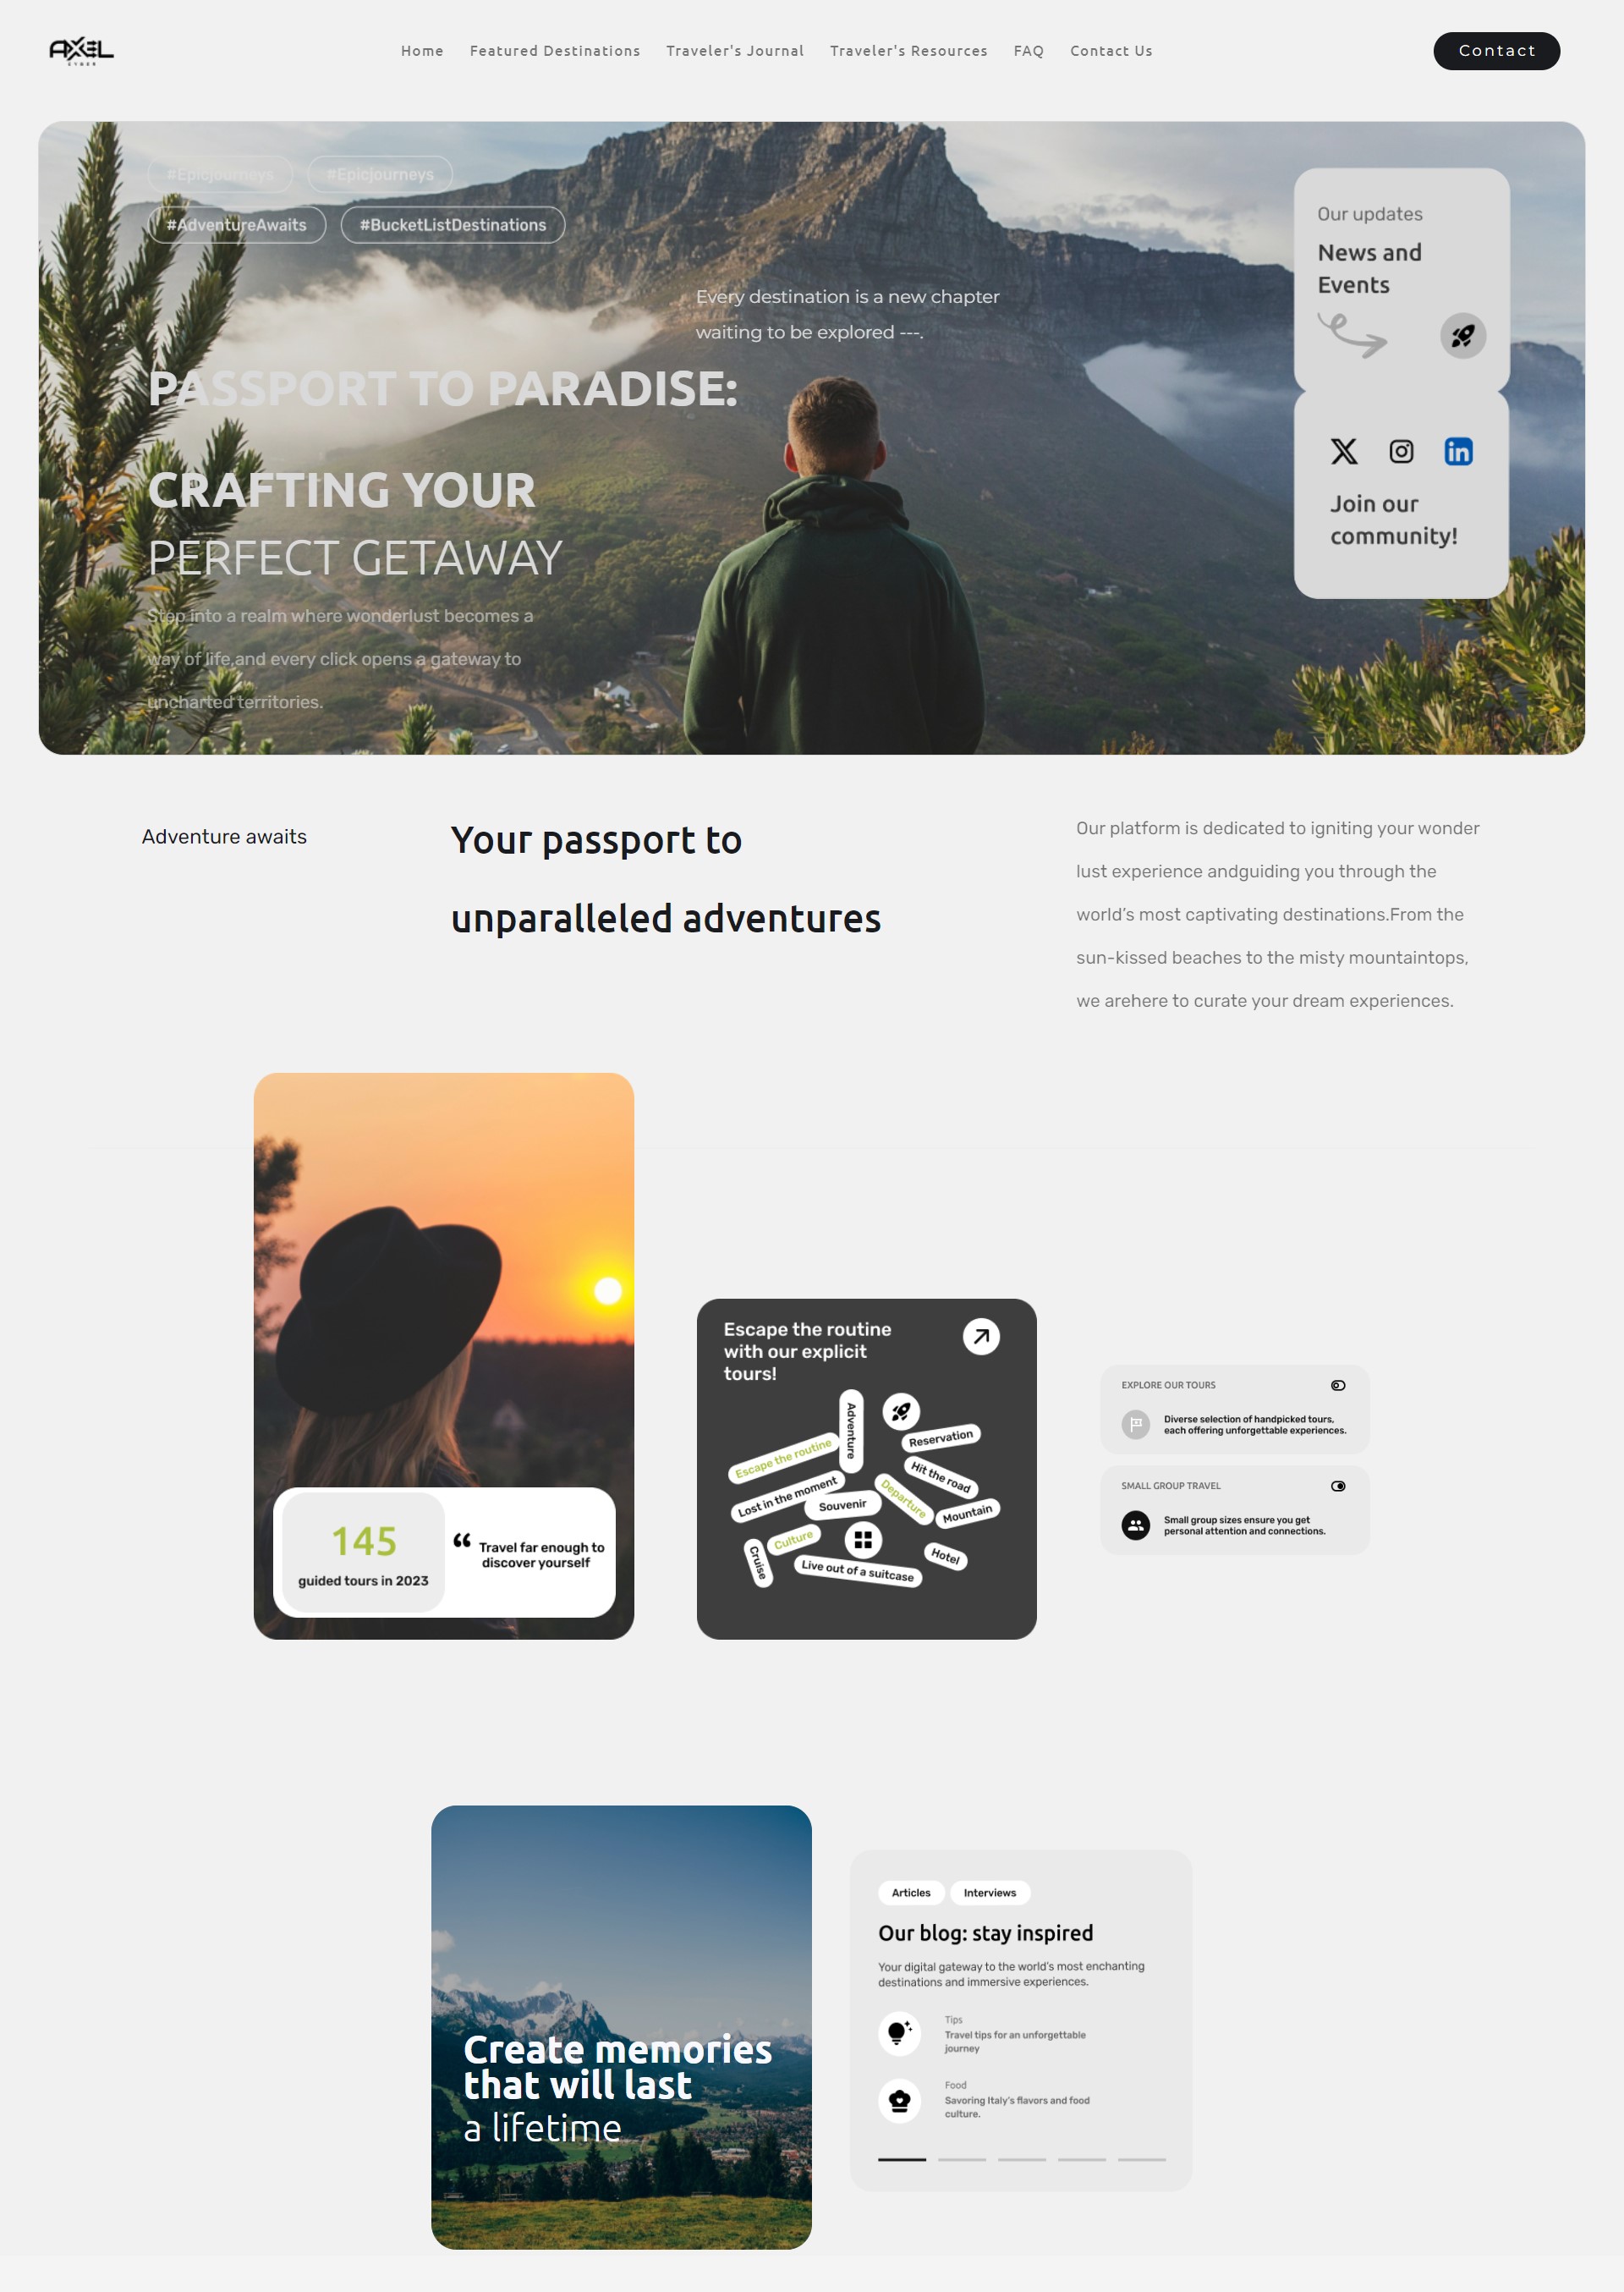 AXEL
CYBER
Home
Featured Destinations
Traveler's Journal
Traveler's Resources
FAQ
Contact Us
Contact
#Epicjourneys
#Epicjourneys
#AdventureAwaits
#BucketListDestinations
Every destination is a new chapter
waiting to be explored ---.
PASSPORT TO PARADISE:
CRAFTING YOUR
PERFECT GETAWAY
Step into a realm where wonderlust becomes a
way of life,and every click opens a gateway to
uncharted territories.
Our updates
News and
Events
Join our
community!
Adventure awaits
Your passport to
unparalleled adventures
Our platform is dedicated to igniting your wonder
lust experience andguiding you through the
world's most captivating destinations.From the
sun-kissed beaches to the misty mountaintops,
we arehere to curate your dream experiences.
145
guided tours in 2023
“ Travel far enough to
discover yourself
Escape the routine
with our explicit
tours!
Adventure
Reservation
Escape the routine
Hit the road
Lost in the moment
Departure
Souvenir
Mountain
Culture
Cruise
Hotel
Live out of a suitcase
EXPLORE OUR TOURS
Diverse selection of handpicked tours,
each offering unforgettable experiences.
SMALL GROUP TRAVEL
Small group sizes ensure you get
personal attention and connections.
Create memories
that will last
a lifetime
Articles
Interviews
Our blog: stay inspired
Your digital gateway to the world's most enchanting
destinations and immersive experiences.
Tips
Travel tips for an unforgettable
journey
Food
Savoring Italy's flavors and food
culture.